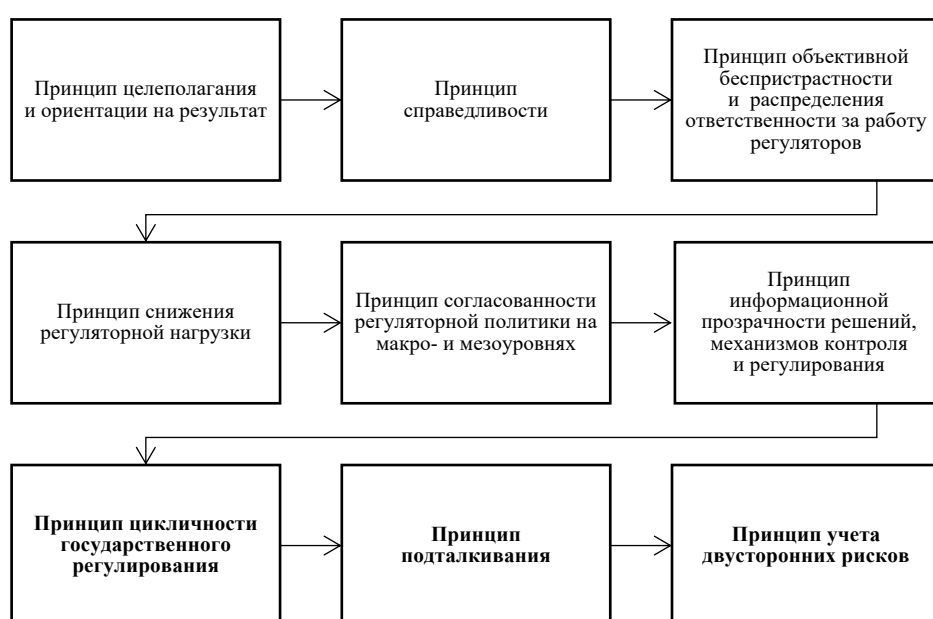 Принцип целеполагания
и ориентации на результат
Принцип
справедливости
Принцип объективной
беспристрастности
и распределения
ответственности за работу
регуляторов
Принцип снижения
регуляторной нагрузки
Принцип согласованности
регуляторной политики на
макро- и мезоуровнях
Принцип
информационной
прозрачности решений,
механизмов контроля
и регулирования
Принцип цикличности
государственного
регулирования
Принцип
подталкивания
Принцип учета
двусторонних рисков